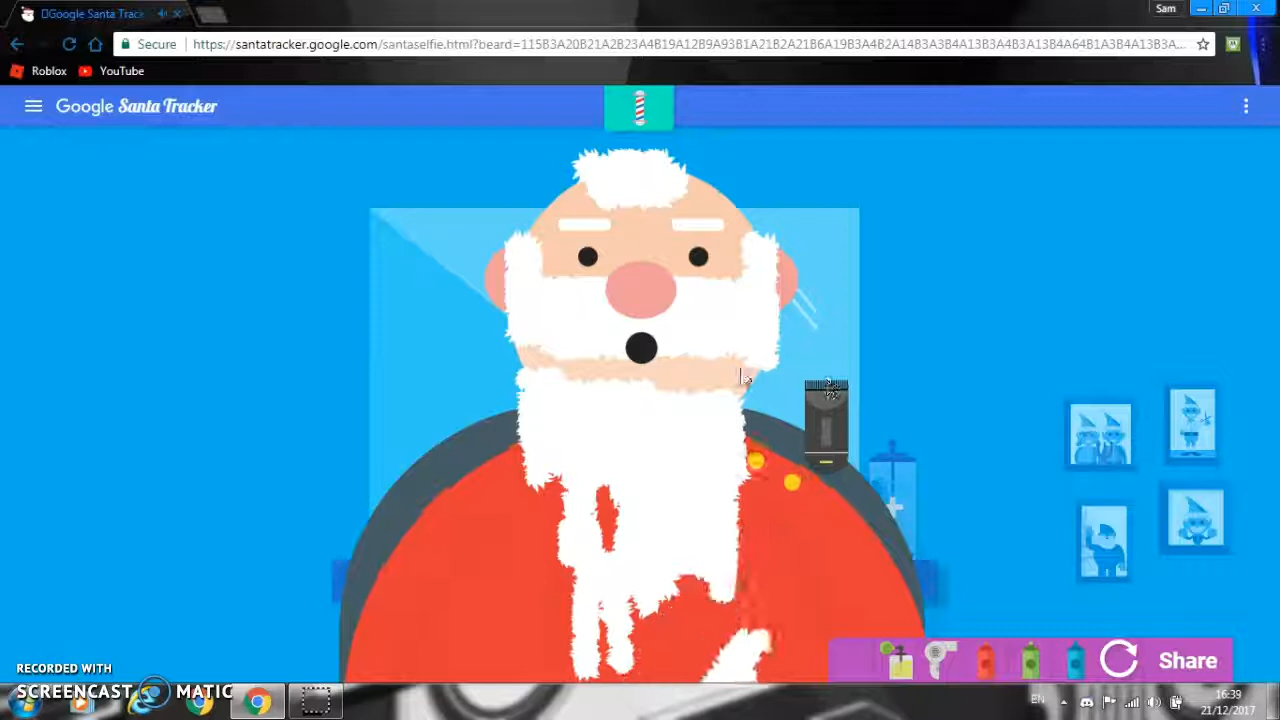 Google Santa Trac
Sam
Secure
https://santatracker.google.com/santaselfie.html?beard=115B3A20B21A2B23A4B19A12B9A93B1A21B2A21B6A19B3A4B2A14B3A3B4A13B3A4B3A13B4A64B1A3B4A13B3A...
Roblox
YouTube
Google Santa Tracker
Share
RECORDED WITH
SCREENCAST MATIC
EN
16:39
21/12/2017